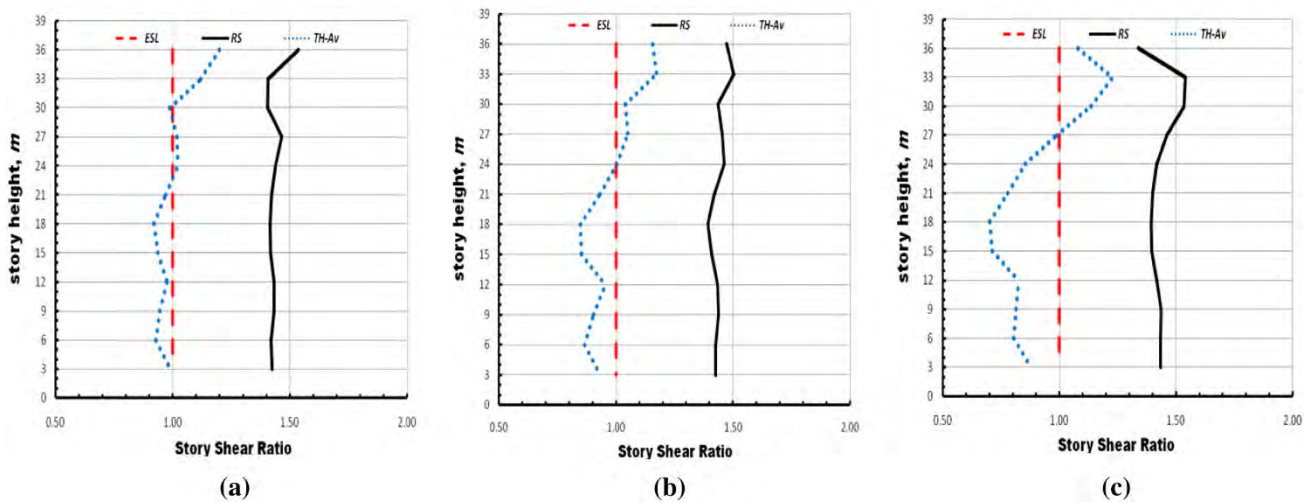 39
36
33
30
27
24
21
18
15
12
9
6
3
0
story height, m
ESL RS TH-Av
0.50 1.00 1.50 2.00
Story Shear Ratio
(a)
39
36
33
30
27
24
21
18
15
12
9
6
3
0
story height, m
ESL RS TH-Av
0.50 1.00 1.50 2.00
Story Shear Ratio
(b)
39
36
33
30
27
24
21
18
15
12
9
6
3
0
story height, m
ESL RS TH-Av
0.50 1.00 1.50 2.00
Story Shear Ratio
(c)